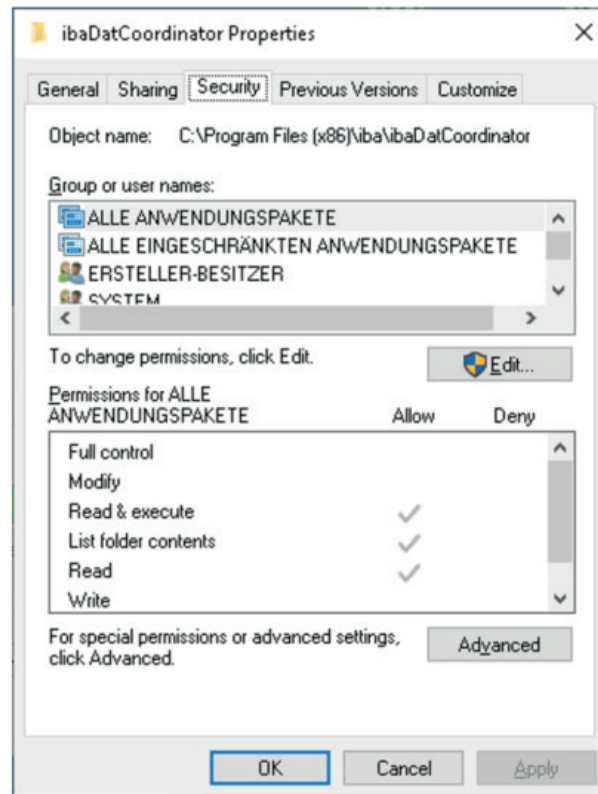 ibaDatCoordinator Properties
General Sharing Security Previous Versions Customize
Object name: C:\Program Files (x86)\iba\ibaDatCoordinator
Group or user names:
ALLE ANWENDUNGSPAKETE
ALLE EINGESCHRÄNKTEN ANWENDUNGSPAKETE
ERSTELLER-BESITZER
SYSTEM
To change permissions, click Edit.
Edit...
Permissions for ALLE
ANWENDUNGSPAKETE Allow Deny
Full control
Modify
Read & execute
List folder contents
Read
Write
For special permissions or advanced settings,
click Advanced.
Advanced
OK Cancel Apply